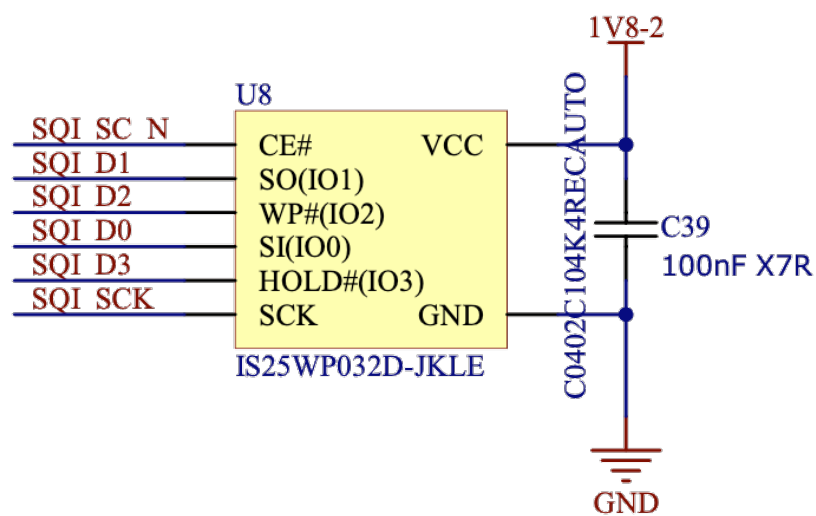 1V8-2
U8
SQI SC N
CE#
VCC
SQI D1
SO(IO1)
SQI D2
WP#(IO2)
SQI D0
SI(IO0)
SQI D3
HOLD#(IO3)
SQI SCK
SCK
GND
IS25WP032D-JKLE
C0402C104K4RECAUTO
C39
100nF X7R
GND